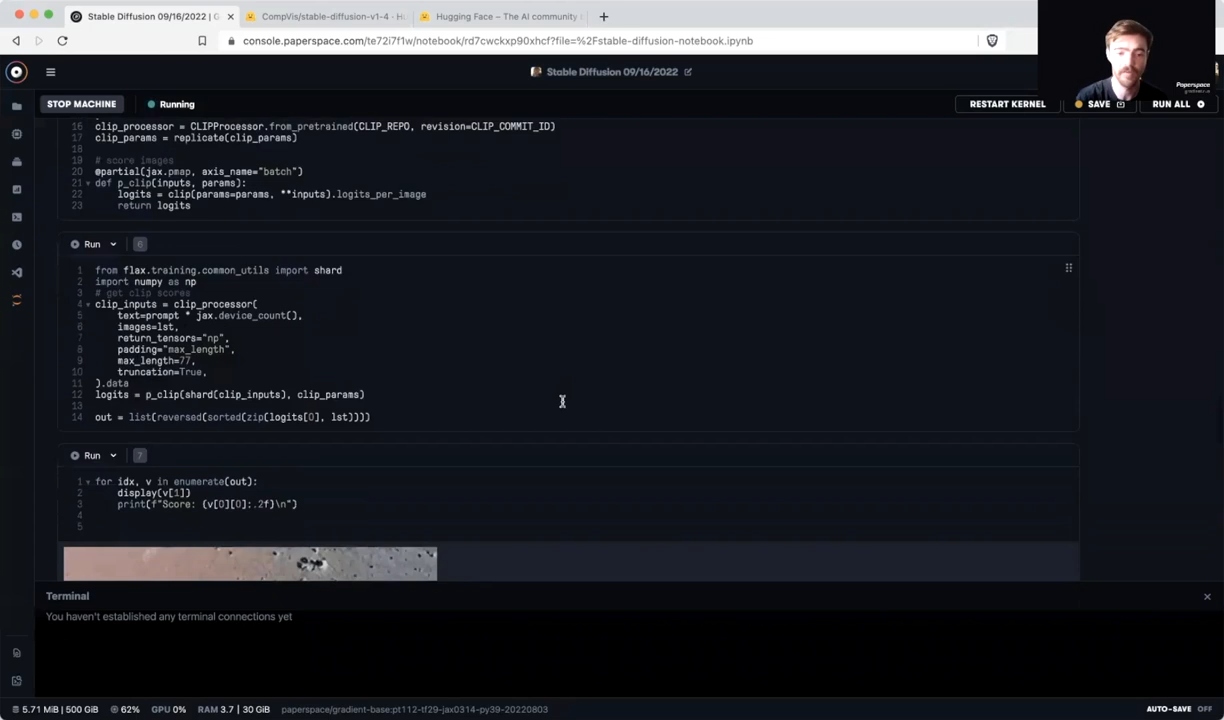 Stable Diffusion 09/16/2022 | G
CompVis/stable-diffusion-v1-4 · H
Hugging Face – The AI community
console.paperspace.com/te72i7f1w/notebook/rd7cwckxp90xhcf?file=%2Fstable-diffusion-notebook.ipynb
Stable Diffusion 09/16/2022
Paperspace
STOP MACHINE
Running
RESTART KERNEL
SAVE
RUN ALL
16 clip_processor = CLIPProcessor.from_pretrained(CLIP_REPO, revision=CLIP_COMMIT_ID)
17 clip_params = replicate(clip_params)
18
19 # score images
20 @partial(jax.pmap, axis_name="batch")
21 def p_clip(inputs, params):
22 logits = clip(params=params, **inputs).logits_per_image
23 return logits
Run 6
1 from flax.training.common_utils import shard
2 import numpy as np
3 # get clip scores
4 clip_inputs = clip_processor(
5 text=prompt * jax.device_count(),
6 images=lst,
7 return_tensors="np",
8 padding="max_length",
9 max_length=77,
10 truncation=True,
11 ).data
12 logits = p_clip(shard(clip_inputs), clip_params)
13
14 out = list(reversed(sorted(zip(logits[0], lst))))
Run 7
1 for idx, v in enumerate(out):
2 display(v[1])
3 print(f"Score: {v[0][0]:.2f}\n")
4
5
Terminal
You haven't established any terminal connections yet
5.71 MiB | 500 GiB
62%
GPU 0%
RAM 3.7 | 30 GiB
paperspace/gradient-base:pt112-tf29-jax0314-py39-20220803
AUTO-SAVE OFF